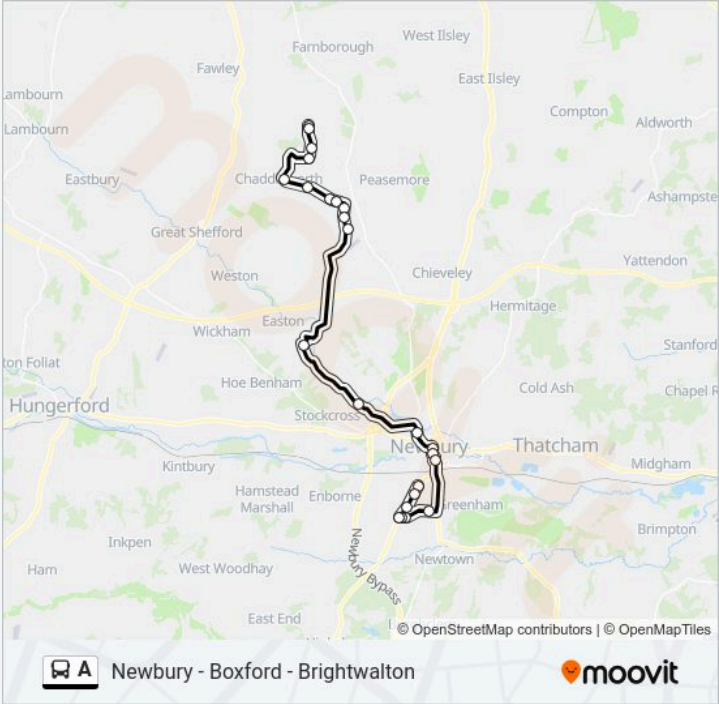 West Ilsley
Farnborough
Fawley
East Ilsley
Lambourn
Compton
Aldworth
Lambourn
Eastbury
Peasemore
Ashampste
Great Shefford
Yattendon
Weston
Chieveley
Hermitage
Easton
Wickham
Stanford
ton Foliat
Hoe Benham
Cold Ash
Chapel R
Hungerford
Stockcross
Newbury
Thatcham
Kintbury
Midgham
Hamstead
Marshall
Enborne
Greenham
Brimpton
Inkpen
Newbury Bypass
Newtown
Ham
West Woodhay
East End
© OpenStreetMap contributors | © OpenMapTiles
A Newbury - Boxford - Brightwalton
moovit